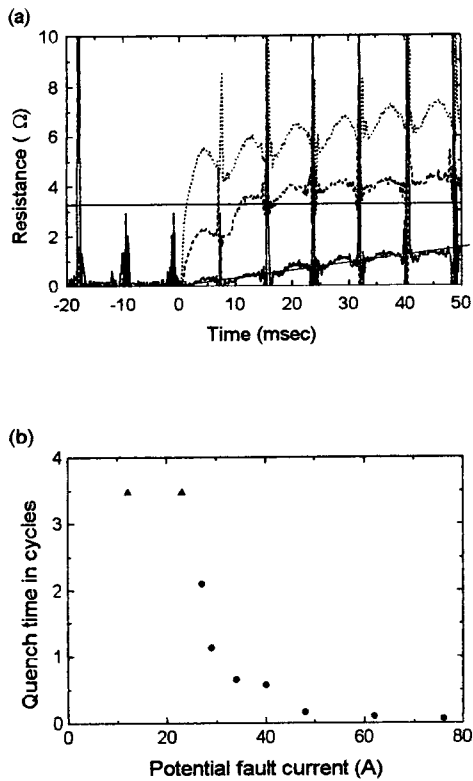 (a)
10
8
6
4
2
0
Resistance ( Ω )
-20 -10 0 10 20 30 40 50
Time (msec)
(b)
4
3
2
1
0
Quench time in cycles
0 20 40 60 80
Potential fault current (A)